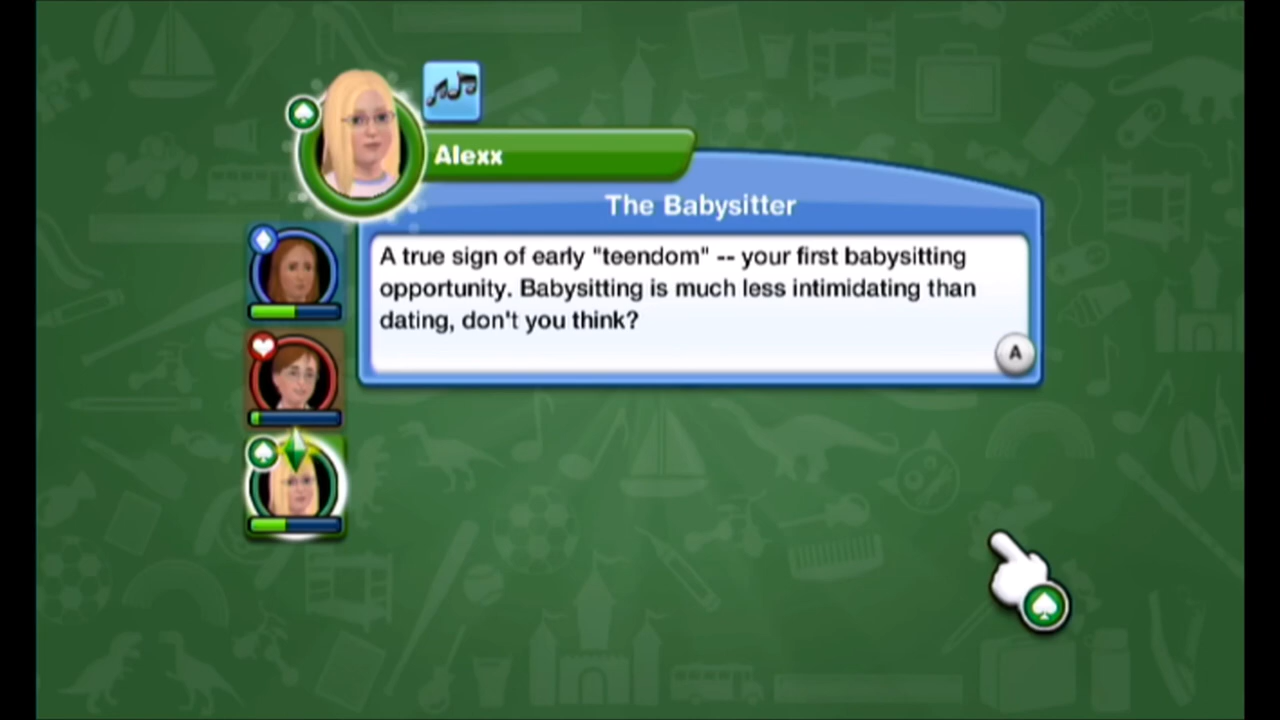 Alexx
The Babysitter
A true sign of early "teendom" -- your first babysitting
opportunity. Babysitting is much less intimidating than
dating, don't you think?
A